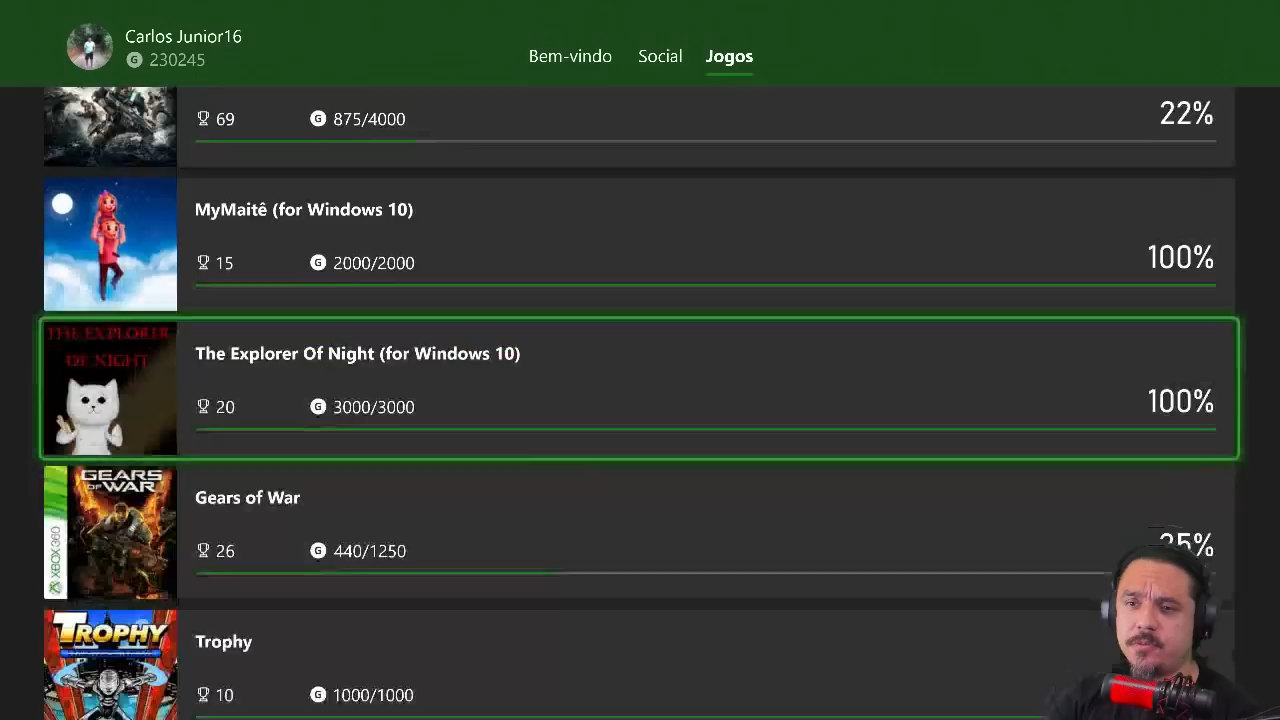 Carlos Junior16
G 230245
Bem-vindo Social Jogos
69 G 875/4000 22%
MyMaitê (for Windows 10)
15 G 2000/2000 100%
THE EXPLORER
OF NIGHT
The Explorer Of Night (for Windows 10)
20 G 3000/3000 100%
GEARS
OF WAR
XBOX 360
Gears of War
26 G 440/1250
TROPHY
Trophy
10 G 1000/1000